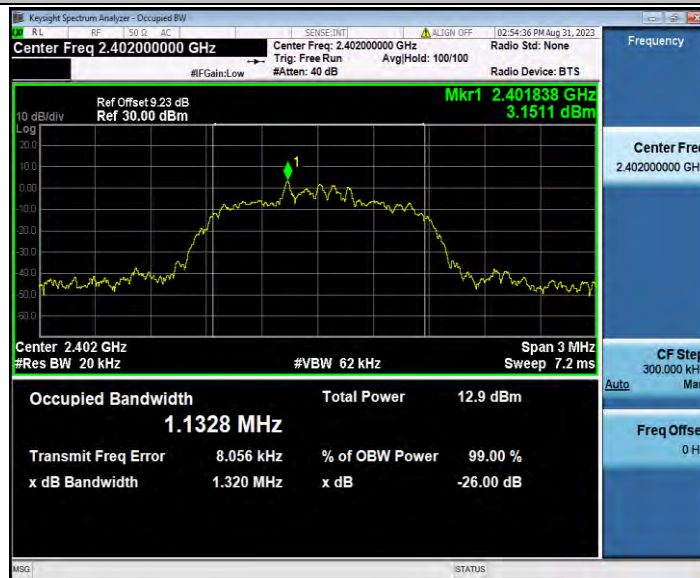 Keysight Spectrum Analyzer - Occupied BW
RL RF 50 Ω AC SENSE:INT ALIGN OFF 02:54:36 PM Aug 31, 2023
Center Freq 2.402000000 GHz Center Freq: 2.402000000 GHz Radio Std: None
Trig: Free Run Avg|Hold: 100/100
#IFGain:Low #Atten: 40 dB Radio Device: BTS
Frequency
Ref Offset 9.23 dB Mkr1 2.401838 GHz
10 dB/div Ref 30.00 dBm 3.1511 dBm
Log
20.0
10.0
0.00
-10.0
-20.0
-30.0
-40.0
-50.0
-60.0
1
Center 2.402 GHz Span 3 MHz
#Res BW 20 kHz #VBW 62 kHz Sweep 7.2 ms
Occupied Bandwidth Total Power 12.9 dBm
1.1328 MHz
Transmit Freq Error 8.056 kHz % of OBW Power 99.00 %
x dB Bandwidth 1.320 MHz x dB -26.00 dB
Center Fre
2.402000000 GH
CF Step
300.000 kH
Auto Ma
Freq Offse
0 H
MSG STATUS